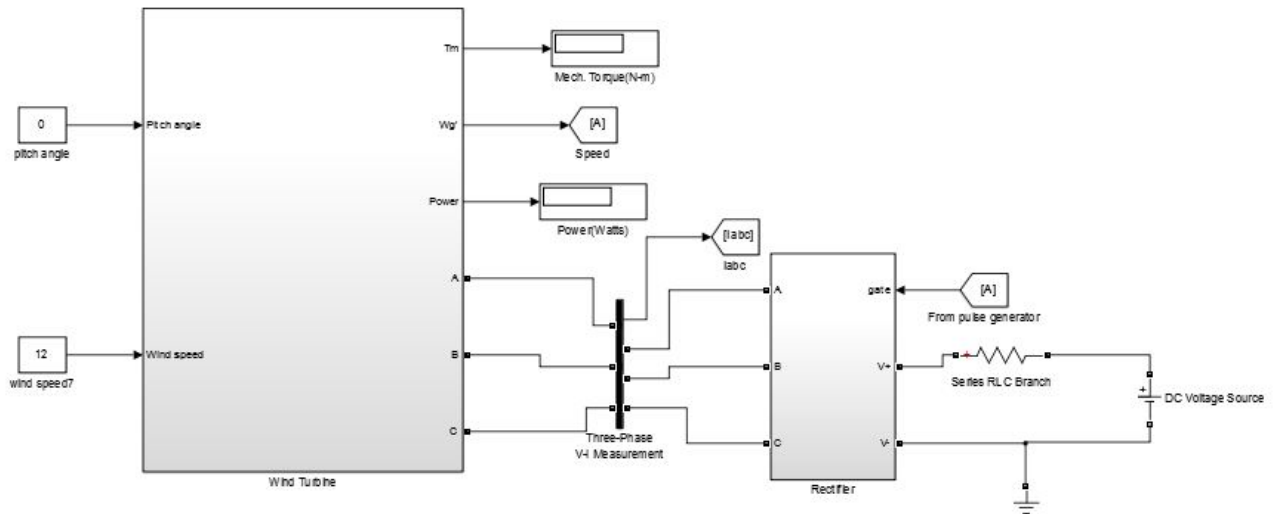 Tm
Mech. Torque(N-m)
0
pitch angle
Pitch angle
Wg'
[A]
Speed
Power
Power(Watts)
[Iabc]
Iabc
A
A
gate
[A]
From pulse generator
12
wind speed7
Wind speed
B
B
V+
Series RLC Branch
+
DC Voltage Source
C
Three-Phase
V-I Measurement
C
V-
Wind Turbine
Rectifier